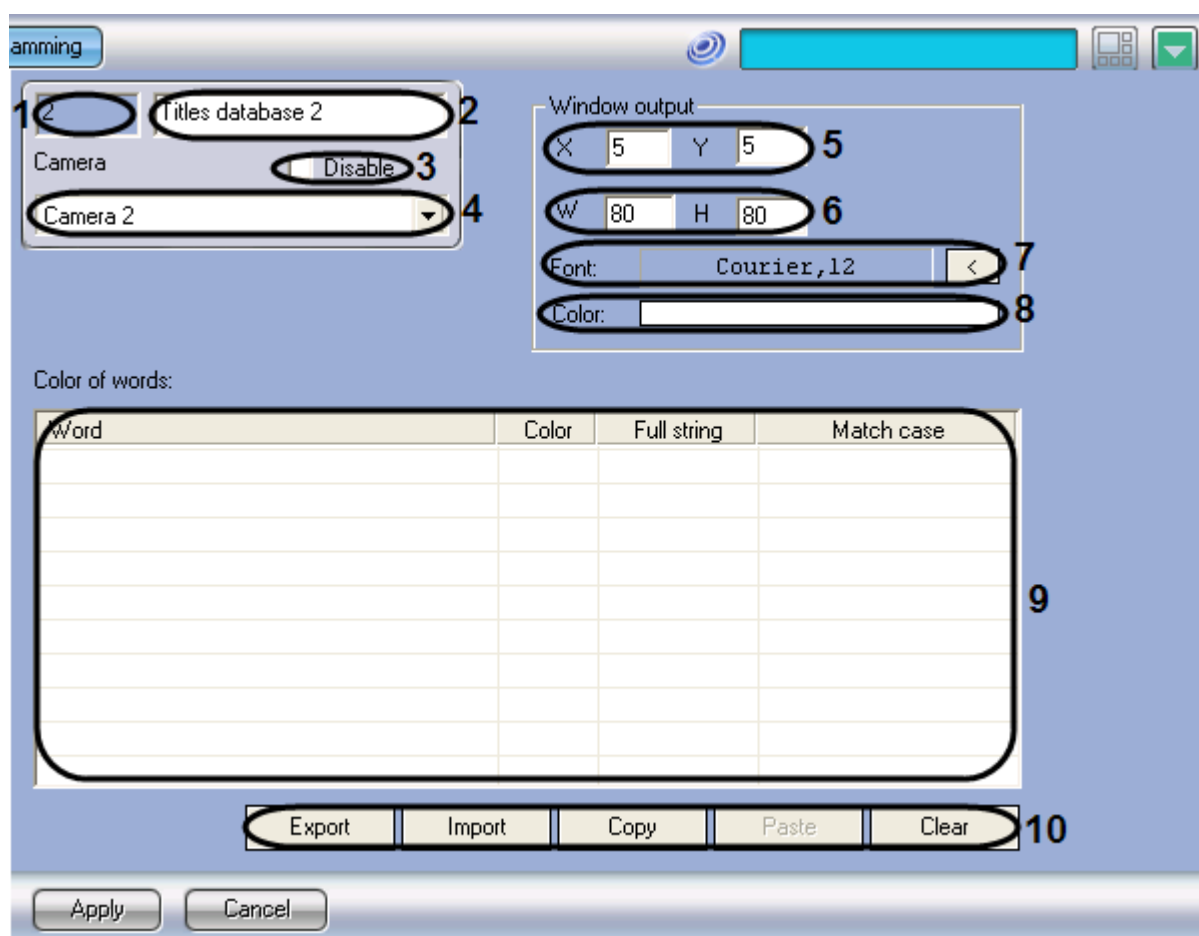 amming
1 2 Titles database 2 2
Camera Disable 3
Camera 2 4
Window output
X 5 Y 5 5
W 80 H 80 6
Font: Courier,12 < 7
Color: 8
Color of words:
Word Color Full string Match case
9
Export Import Copy Paste Clear 10
Apply Cancel